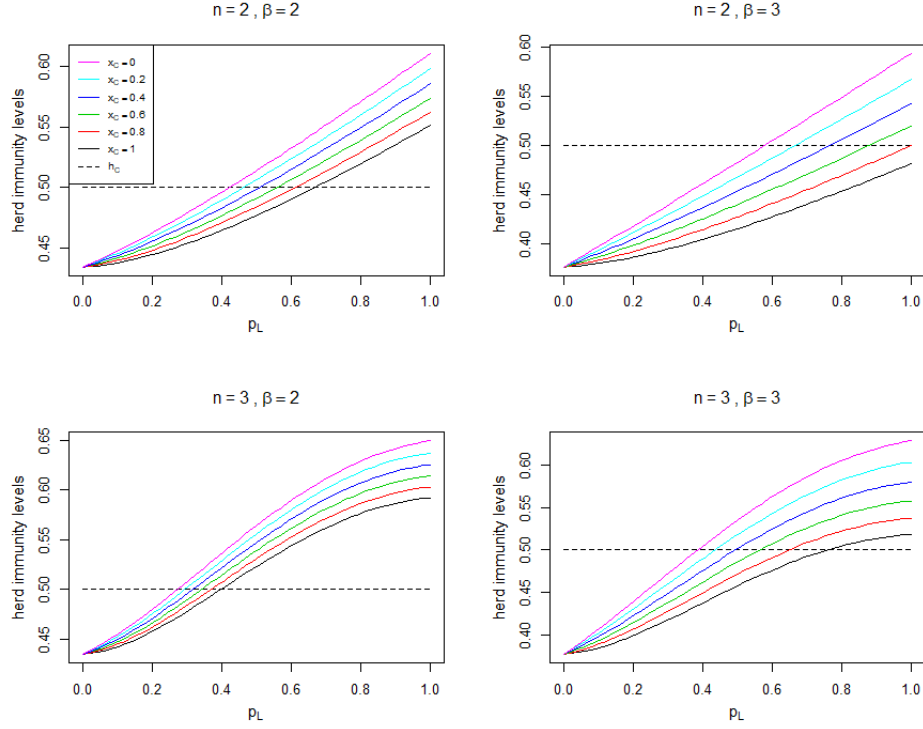 n = 2 , β = 2
herd immunity levels
0.45 0.50 0.55 0.60
x_C = 0
x_C = 0.2
x_C = 0.4
x_C = 0.6
x_C = 0.8
x_C = 1
h_C
0.0 0.2 0.4 0.6 0.8 1.0
p_L
n = 2 , β = 3
herd immunity levels
0.40 0.45 0.50 0.55 0.60
0.0 0.2 0.4 0.6 0.8 1.0
p_L
n = 3 , β = 2
herd immunity levels
0.45 0.50 0.55 0.60 0.65
0.0 0.2 0.4 0.6 0.8 1.0
p_L
n = 3 , β = 3
herd immunity levels
0.40 0.45 0.50 0.55 0.60
0.0 0.2 0.4 0.6 0.8 1.0
p_L